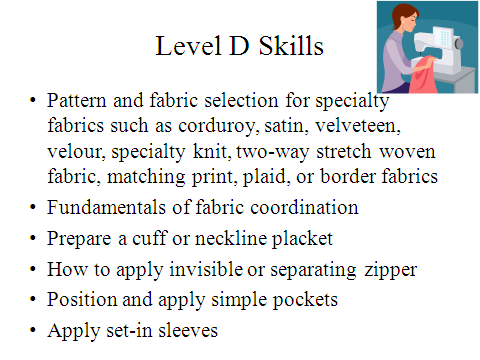 Level D Skills
• Pattern and fabric selection for specialty
fabrics such as corduroy, satin, velveteen,
velour, specialty knit, two-way stretch woven
fabric, matching print, plaid, or border fabrics
• Fundamentals of fabric coordination
• Prepare a cuff or neckline placket
• How to apply invisible or separating zipper
• Position and apply simple pockets
• Apply set-in sleeves